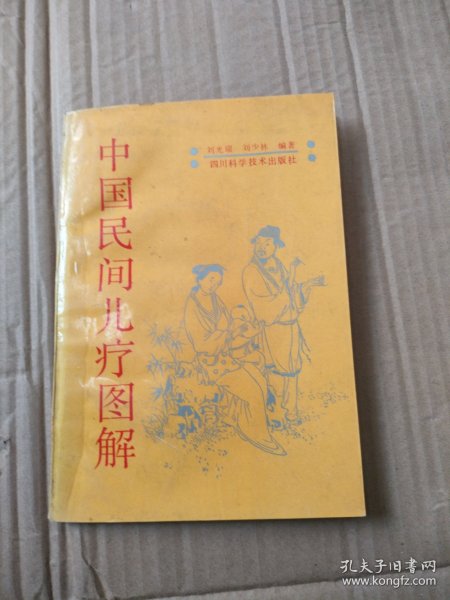 中国民间儿疗图解
刘光瑞 刘少林 编著
四川科学技术出版社
孔夫子旧书网
www.kongfz.com